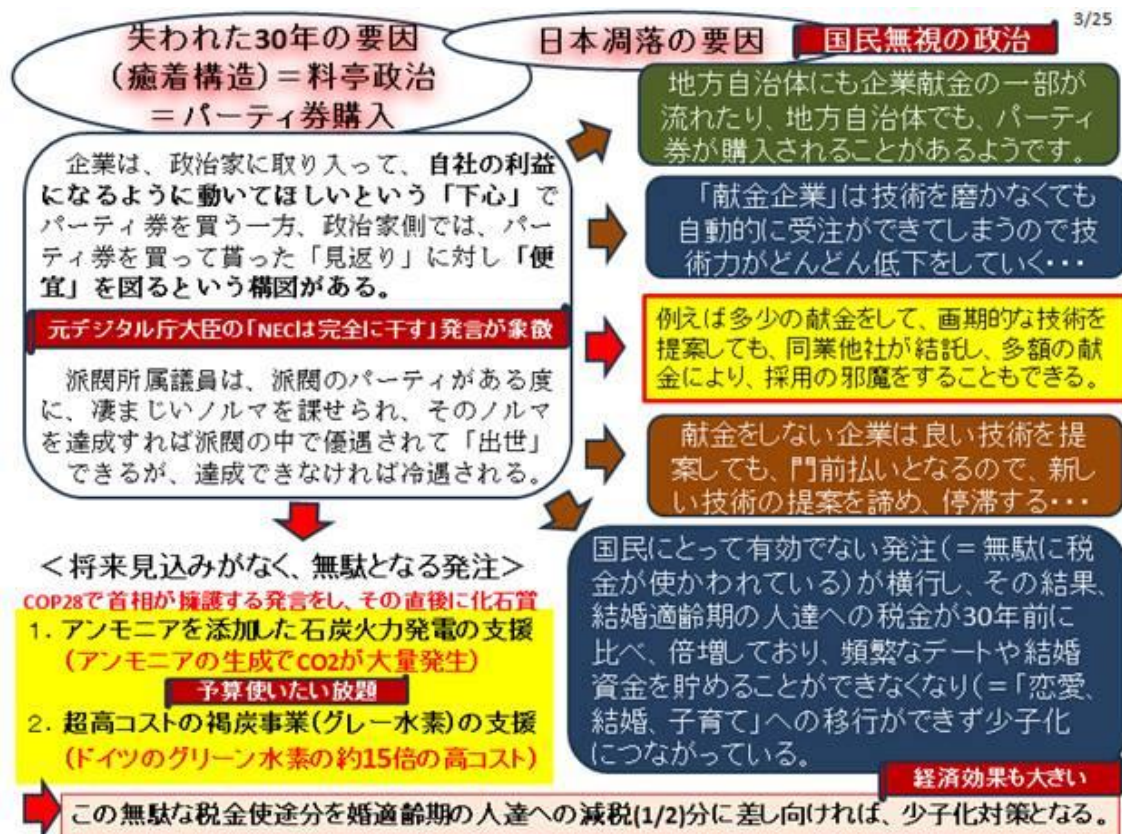 3/25
失われた30年の要因
(癒着構造)＝料亭政治
＝パーティ券購入
日本凋落の要因
国民無視の政治
企業は、政治家に取り入って、自社の利益
になるように動いてほしいという「下心」で
パーティ券を買う一方、政治家側では、パー
ティ券を買って貰った「見返り」に対し「便
宜」を図るという構図がある。
元デジタル庁大臣の「NECは完全に干す」発言が象徴
派閥所属議員は、派閥のパーティがある度
に、凄まじいノルマを課せられ、そのノルマ
を達成すれば派閥の中で優遇されて「出世」
できるが、達成できなければ冷遇される。
地方自治体にも企業献金の一部が
流れたり、地方自治体でも、パーティ
券が購入されることがあるようです。
「献金企業」は技術を磨かなくても
自動的に受注ができてしまうので技
術力がどんどん低下をしていく・・・
例えば多少の献金をして、画期的な技術を
提案しても、同業他社が結託し、多額の献
金により、採用の邪魔をすることもできる。
献金をしない企業は良い技術を提
案しても、門前払いとなるので、新し
い技術の提案を諦め、停滞する・・・
国民にとって有効でない発注(＝無駄に税
金が使かわれている)が横行し、その結果、
結婚適齢期の人達への税金が30年前に
比べ、倍増しており、頻繁なデートや結婚
資金を貯めることができなくなり(＝「恋愛、
結婚、子育て」への移行ができず少子化
につながっている。
経済効果も大きい
＜将来見込みがなく、無駄となる発注＞
COP28で首相が擁護する発言をし、その直後に化石賞
1. アンモニアを添加した石炭火力発電の支援
(アンモニアの生成でCO2が大量発生)
予算使いたい放題
2. 超高コストの褐炭事業(グレー水素)の支援
(ドイツのグリーン水素の約15倍の高コスト)
この無駄な税金使途分を婚適齢期の人達への減税(1/2)分に差し向ければ、少子化対策となる。